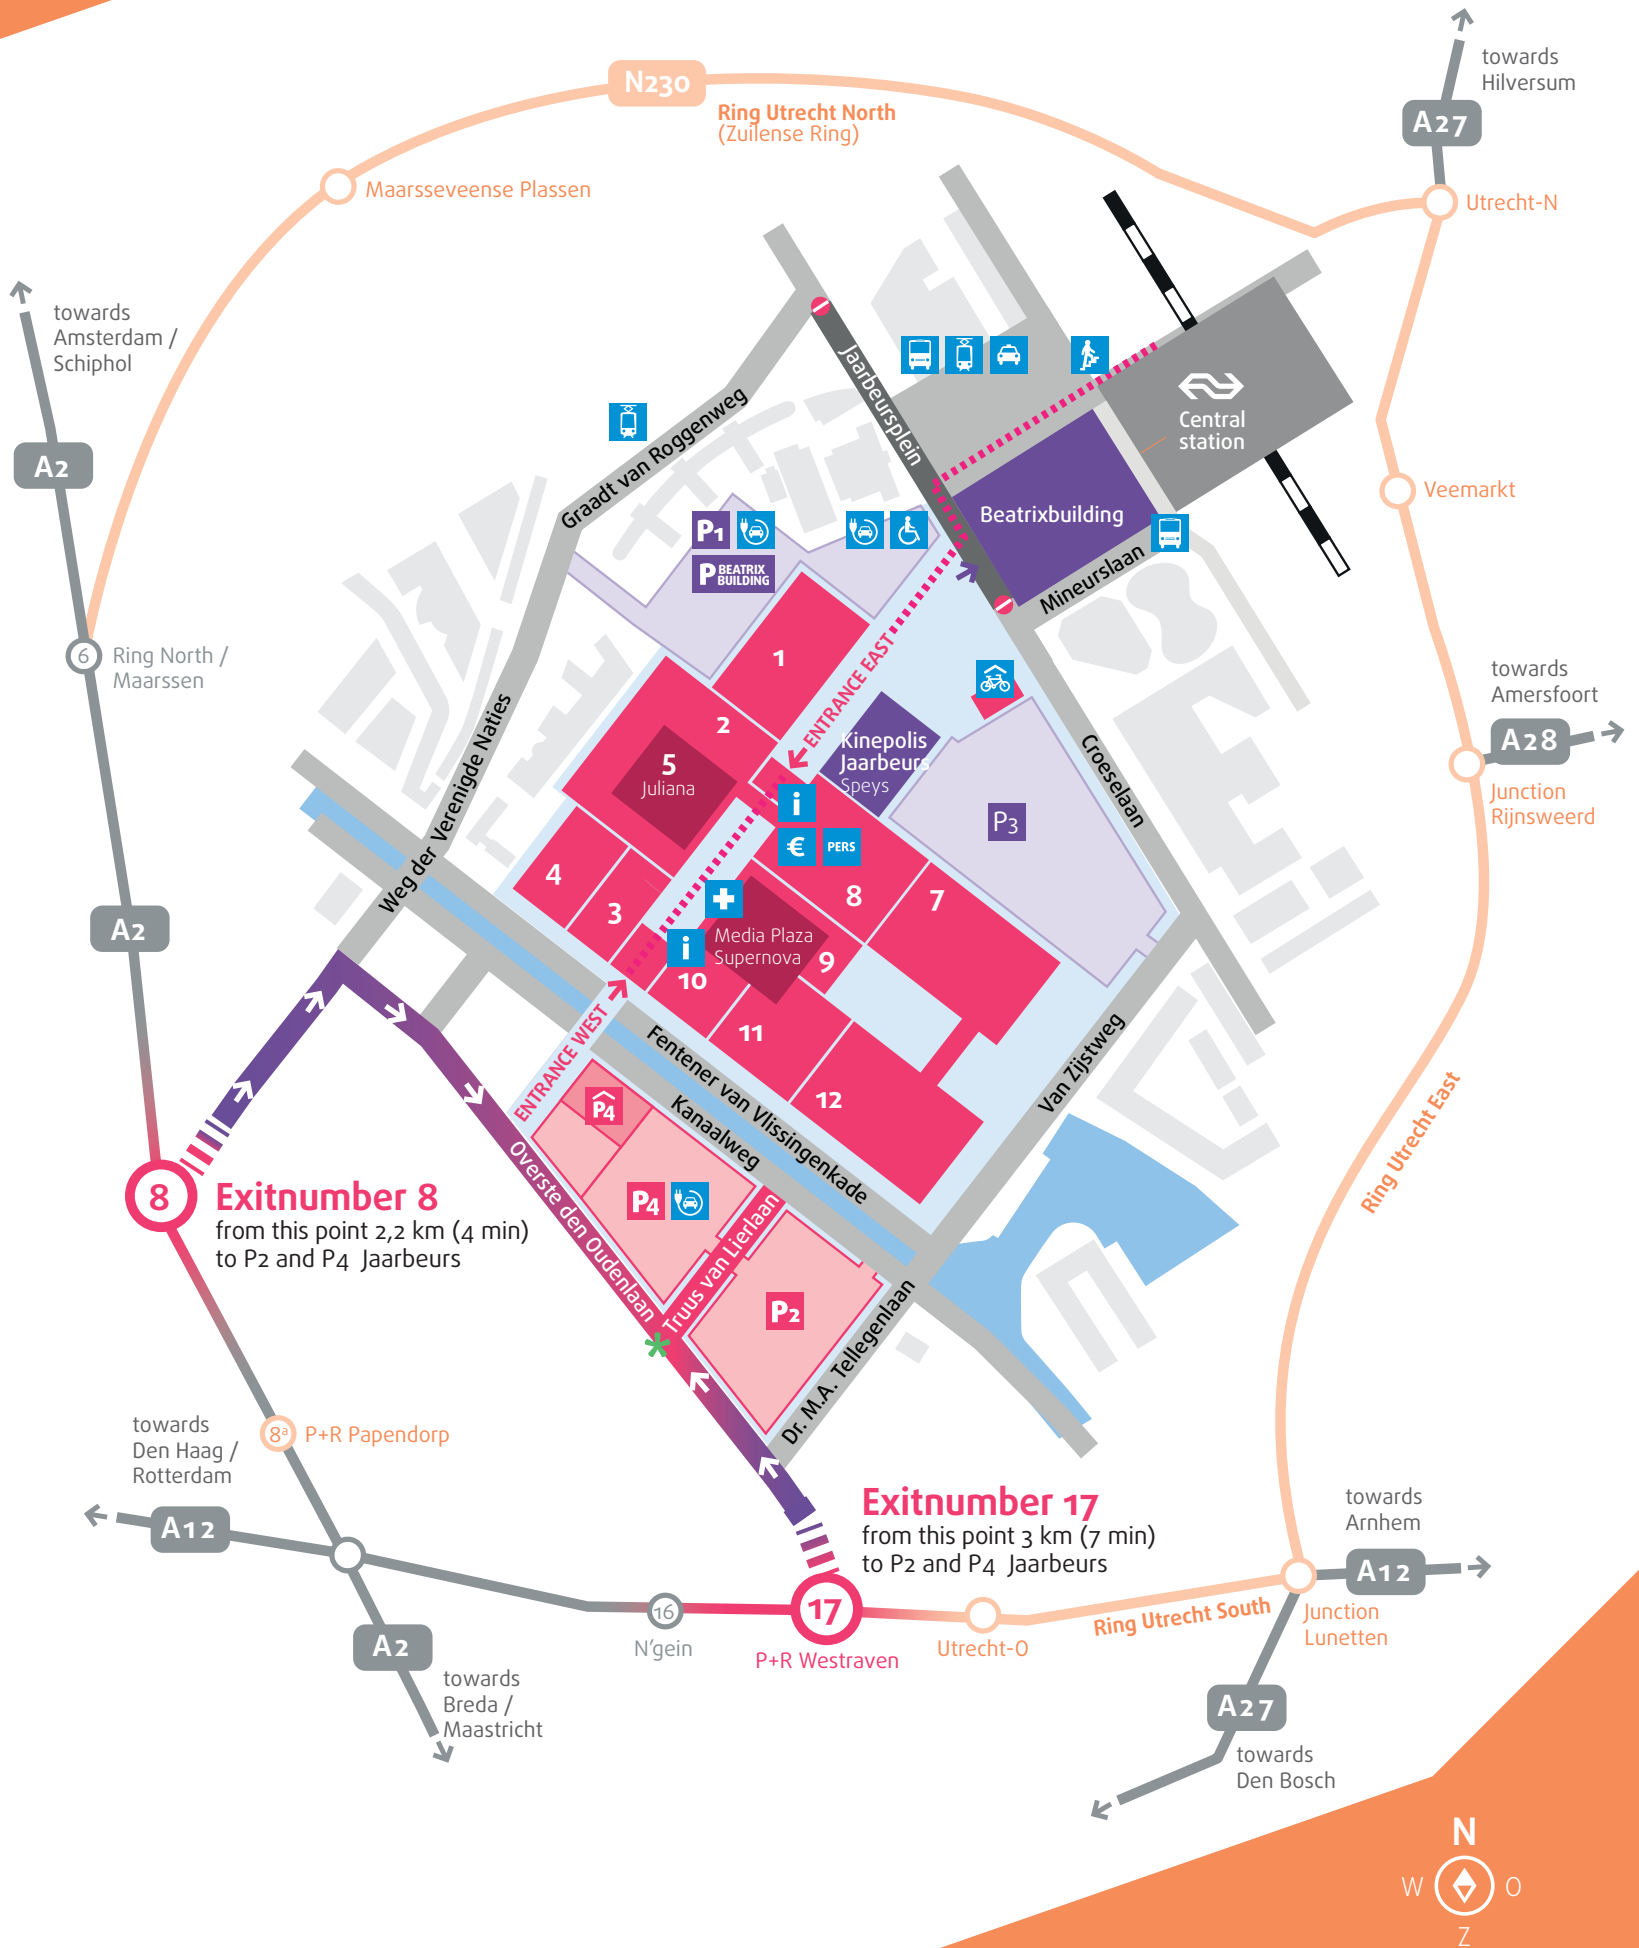 N230
Ring Utrecht North
(Zuilense Ring)
towards
Hilversum
A27
Maarsseveense Plassen
Utrecht-N
towards
Amsterdam /
Schiphol
Jaarbeursplein
Central
station
Graadt van Roggenweg
A2
Veemarkt
Beatrixbuilding
P1
P BEATRIX
BUILDING
Mineurslaan
6
Ring North /
Maarssen
1
ENTRANCE EAST
towards
Amersfoort
A28
Junction
Rijnsweerd
2
5
Juliana
Kinepolis
Jaarbeurs
Speys
Croeselaan
Weg der Verenigde Naties
i
€
PERS
P3
4
3
8
7
A2
i
Media Plaza
Supernova
9
10
11
12
ENTRANCE WEST
Fentener van Vlissingenkade
Kanaalweg
Van Zijstweg
P4
Overste den Oudenlaan
P4
Truus van Lierlaan
P2
Dr. M.A. Tellegenlaan
*
Ring Utrecht East
8
Exitnumber 8
from this point 2,2 km (4 min)
to P2 and P4 Jaarbeurs
8a
P+R Papendorp
towards
Den Haag /
Rotterdam
A12
Exitnumber 17
from this point 3 km (7 min)
to P2 and P4 Jaarbeurs
towards
Arnhem
A12
16
N'gein
17
P+R Westraven
Utrecht-O
Ring Utrecht South
Junction
Lunetten
A2
towards
Breda /
Maastricht
A27
towards
Den Bosch
N
W
O
Z